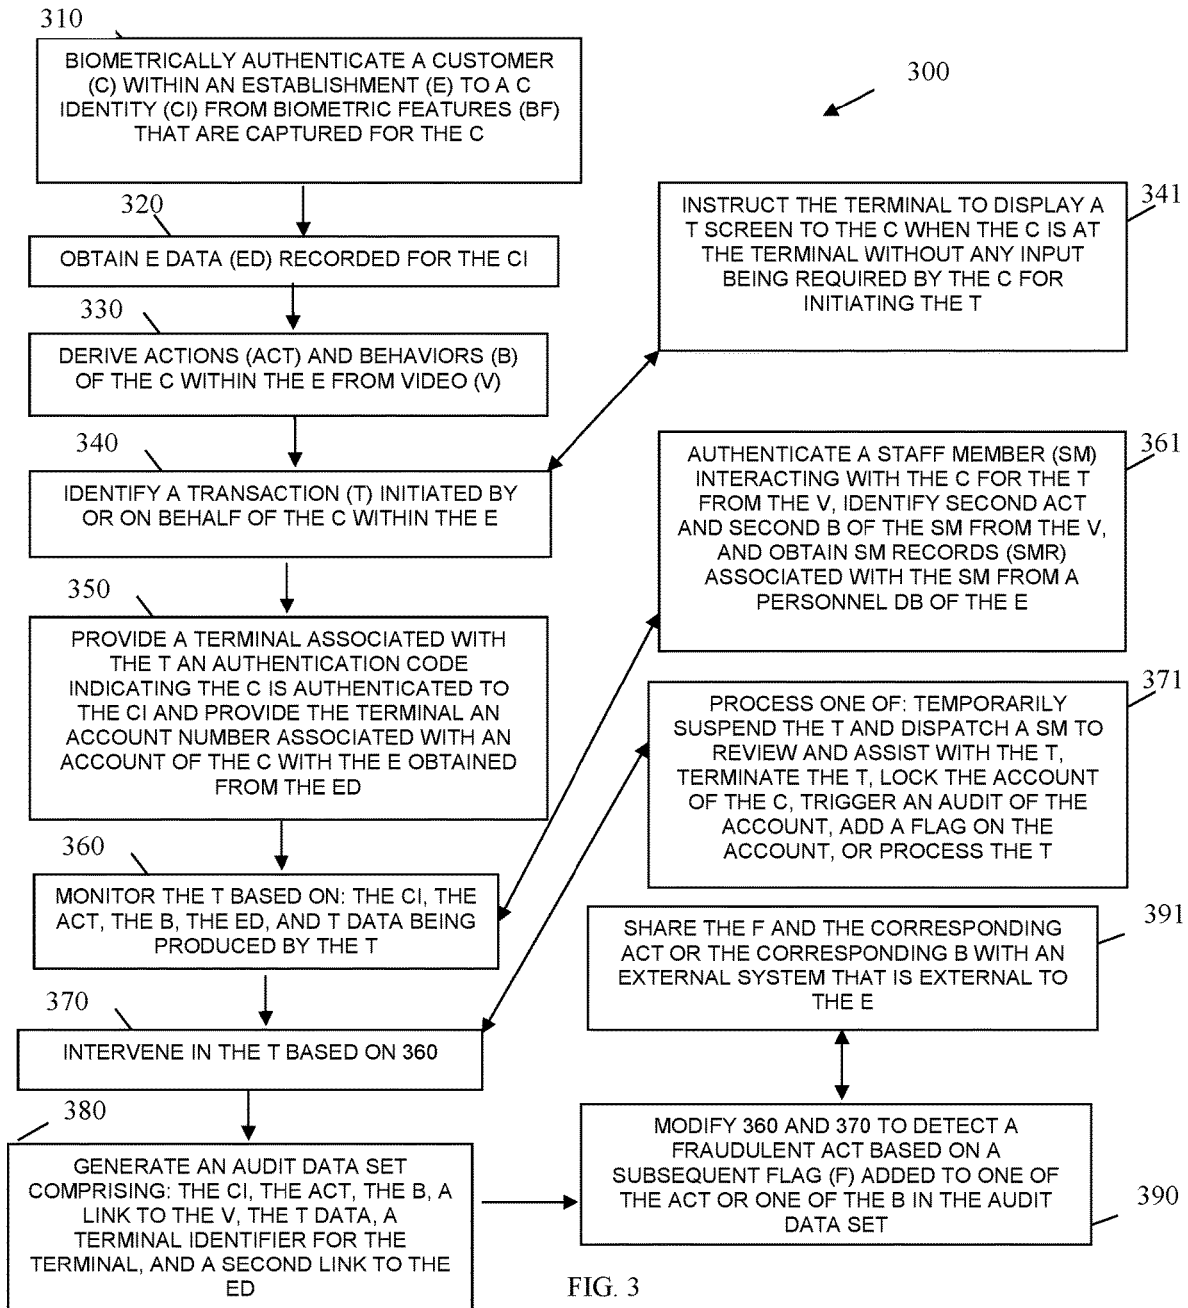 310
BIOMETRICALLY AUTHENTICATE A CUSTOMER
(C) WITHIN AN ESTABLISHMENT (E) TO A C
IDENTITY (CI) FROM BIOMETRIC FEATURES (BF)
THAT ARE CAPTURED FOR THE C
300
320
OBTAIN E DATA (ED) RECORDED FOR THE CI
330
DERIVE ACTIONS (ACT) AND BEHAVIORS (B)
OF THE C WITHIN THE E FROM VIDEO (V)
340
IDENTIFY A TRANSACTION (T) INITIATED BY
OR ON BEHALF OF THE C WITHIN THE E
341
INSTRUCT THE TERMINAL TO DISPLAY A
T SCREEN TO THE C WHEN THE C IS AT
THE TERMINAL WITHOUT ANY INPUT
BEING REQUIRED BY THE C FOR
INITIATING THE T
350
PROVIDE A TERMINAL ASSOCIATED WITH
THE T AN AUTHENTICATION CODE
INDICATING THE C IS AUTHENTICATED TO
THE CI AND PROVIDE THE TERMINAL AN
ACCOUNT NUMBER ASSOCIATED WITH AN
ACCOUNT OF THE C WITH THE E OBTAINED
FROM THE ED
360
MONITOR THE T BASED ON: THE CI, THE
ACT, THE B, THE ED, AND T DATA BEING
PRODUCED BY THE T
361
AUTHENTICATE A STAFF MEMBER (SM)
INTERACTING WITH THE C FOR THE T
FROM THE V, IDENTIFY SECOND ACT
AND SECOND B OF THE SM FROM THE V,
AND OBTAIN SM RECORDS (SMR)
ASSOCIATED WITH THE SM FROM A
PERSONNEL DB OF THE E
370
INTERVENE IN THE T BASED ON 360
371
PROCESS ONE OF: TEMPORARILY
SUSPEND THE T AND DISPATCH A SM TO
REVIEW AND ASSIST WITH THE T,
TERMINATE THE T, LOCK THE ACCOUNT
OF THE C, TRIGGER AN AUDIT OF THE
ACCOUNT, ADD A FLAG ON THE
ACCOUNT, OR PROCESS THE T
380
GENERATE AN AUDIT DATA SET
COMPRISING: THE CI, THE ACT, THE B, A
LINK TO THE V, THE T DATA, A
TERMINAL IDENTIFIER FOR THE
TERMINAL, AND A SECOND LINK TO THE
ED
391
SHARE THE F AND THE CORRESPONDING
ACT OR THE CORRESPONDING B WITH AN
EXTERNAL SYSTEM THAT IS EXTERNAL TO
THE E
MODIFY 360 AND 370 TO DETECT A
FRAUDULENT ACT BASED ON A
SUBSEQUENT FLAG (F) ADDED TO ONE OF
THE ACT OR ONE OF THE B IN THE AUDIT
DATA SET
390
FIG. 3